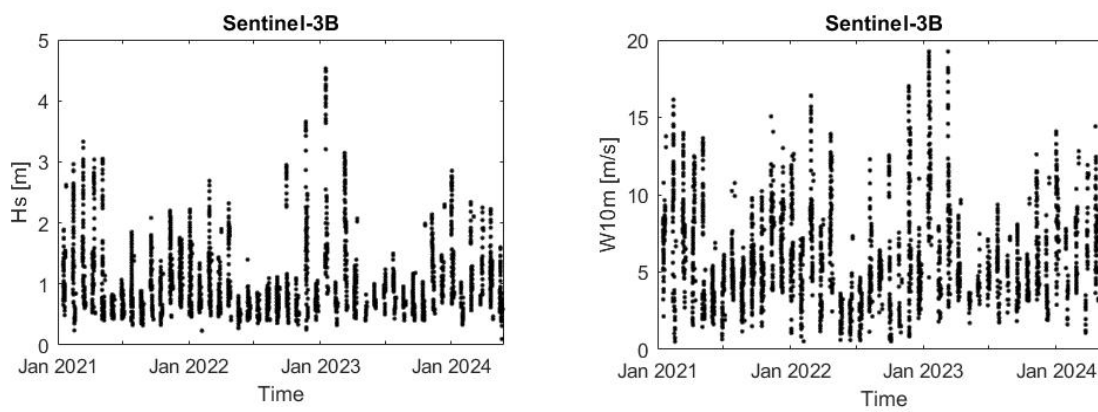 Sentinel-3B
5
4
3
2
1
0
Hs [m]
Jan 2021
Jan 2022
Jan 2023
Jan 2024
Time
Sentinel-3B
20
15
10
5
0
W10m [m/s]
Jan 2021
Jan 2022
Jan 2023
Jan 2024
Time